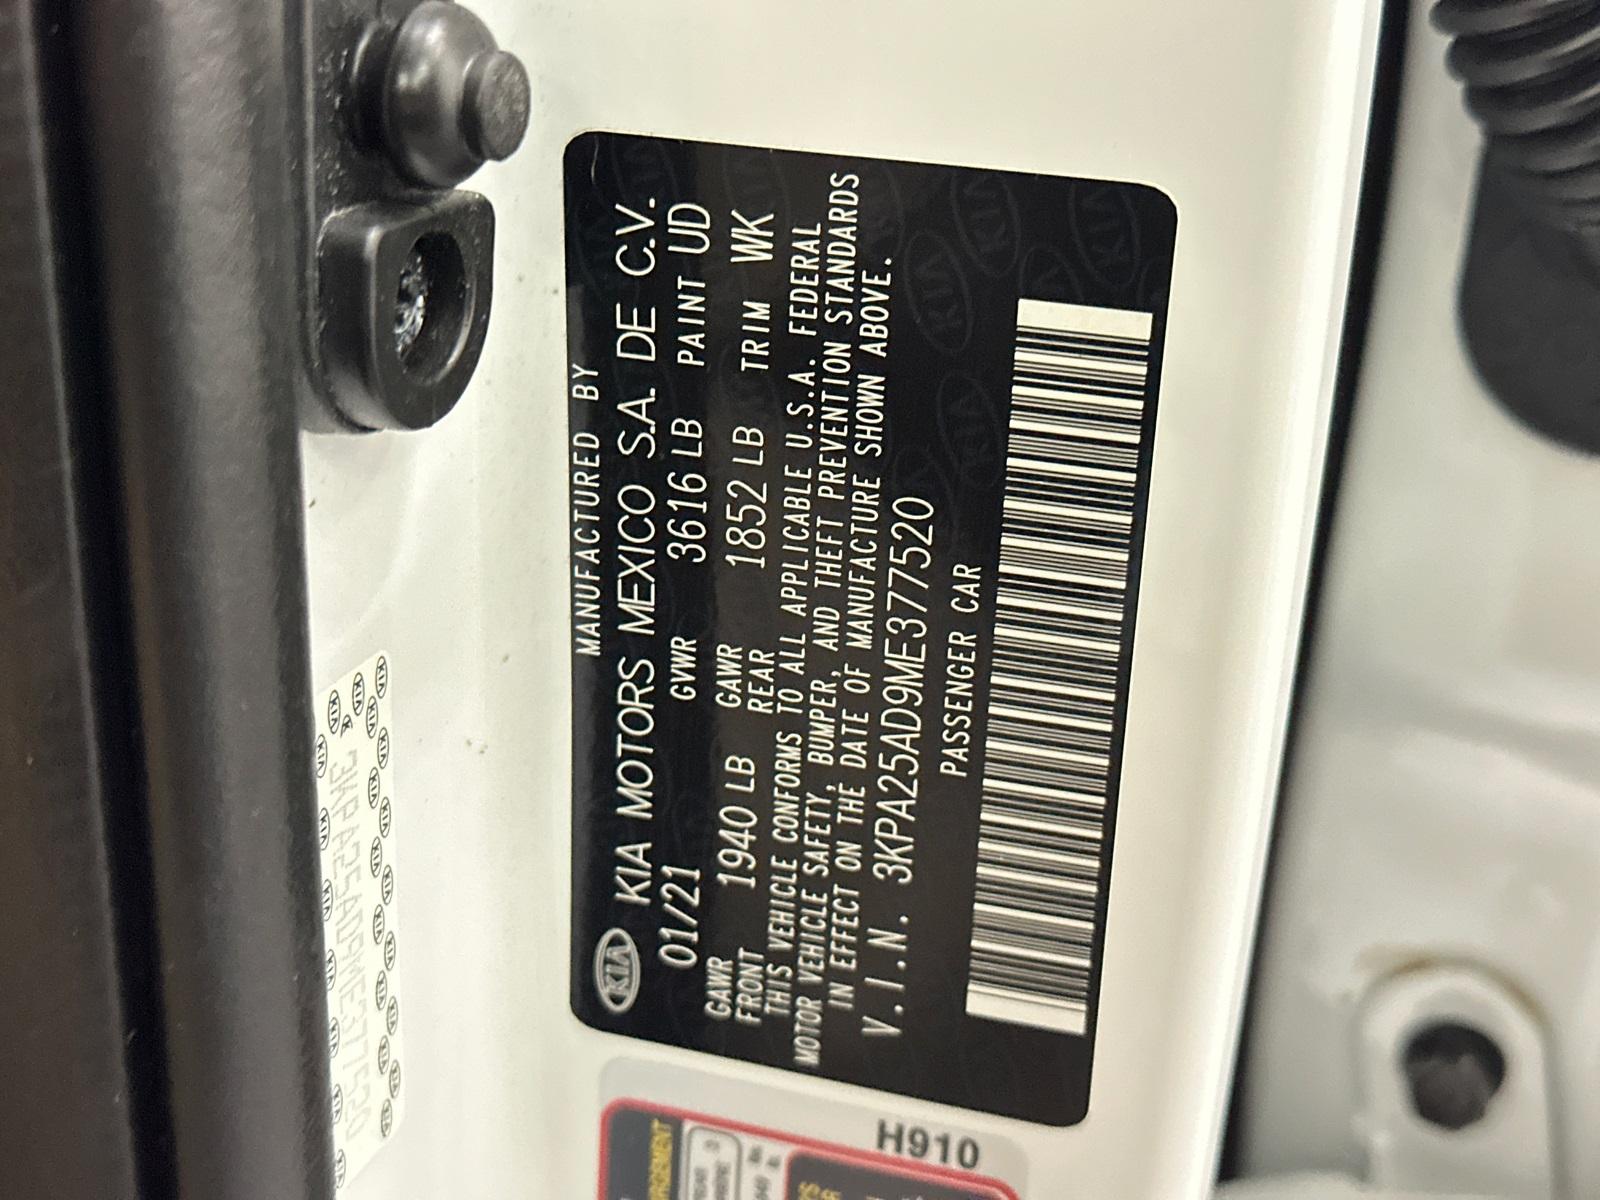 MANUFACTURED BY
KIA KIA MOTORS MEXICO S.A. DE C.V.
01/21 GVWR 3616 LB PAINT UD
GAWR FRONT 1940 LB GAWR REAR 1852 LB TRIM WK
THIS VEHICLE CONFORMS TO ALL APPLICABLE U.S.A. FEDERAL
MOTOR VEHICLE SAFETY, BUMPER, AND THEFT PREVENTION STANDARDS
IN EFFECT ON THE DATE OF MANUFACTURE SHOWN ABOVE.
V.I.N. 3KPA25AD9ME377520
PASSENGER CAR
3KPA25AD9ME377520
H910